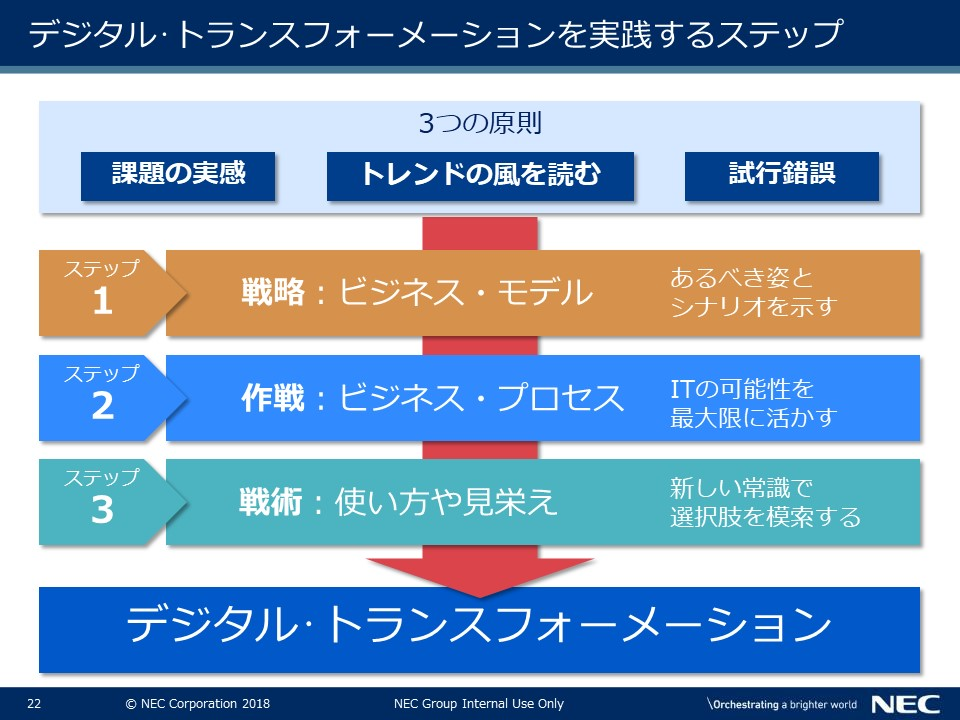 デジタル･トランスフォーメーションを実践するステップ
3つの原則
課題の実感
トレンドの風を読む
試行錯誤
ステップ
1
戦略：ビジネス・モデル
あるべき姿と
シナリオを示す
ステップ
2
作戦：ビジネス・プロセス
ITの可能性を
最大限に活かす
ステップ
3
戦術：使い方や見栄え
新しい常識で
選択肢を模索する
デジタル･トランスフォーメーション
22
© NEC Corporation 2018
NEC Group Internal Use Only
\Orchestrating a brighter world
NEC